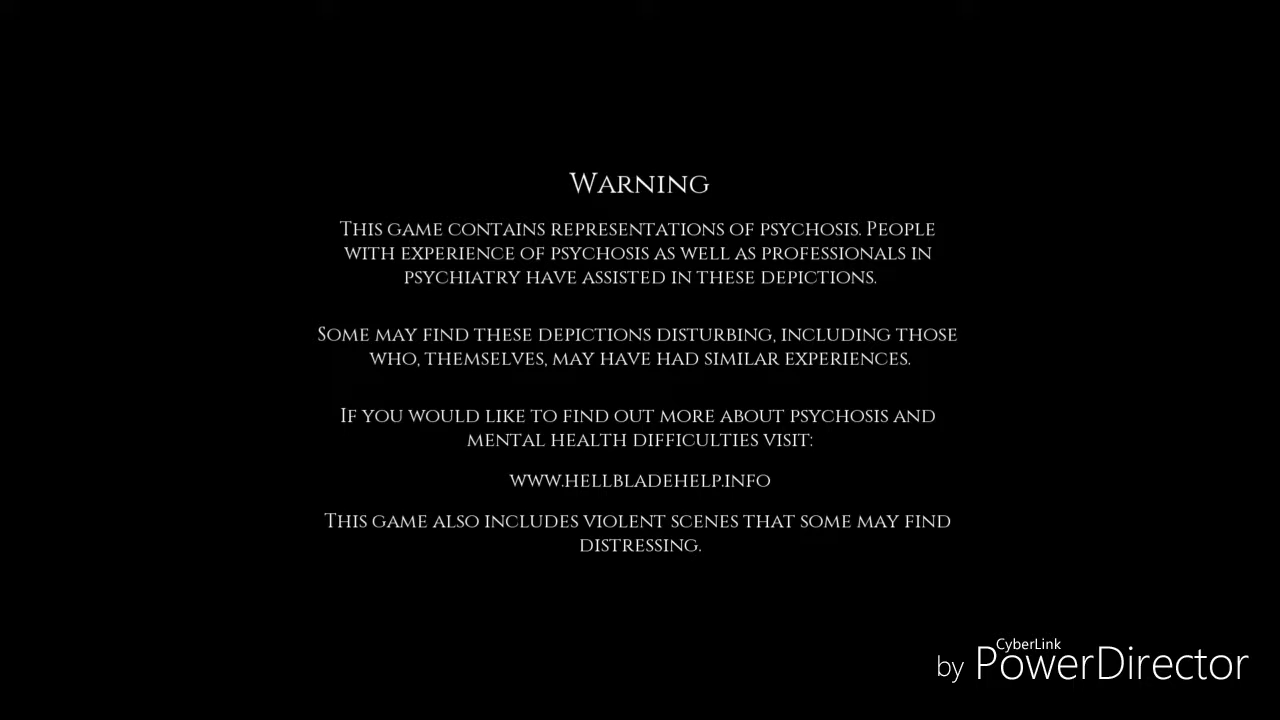 Warning
This game contains representations of psychosis. People
with experience of psychosis as well as professionals in
psychiatry have assisted in these depictions.
Some may find these depictions disturbing, including those
who, themselves, may have had similar experiences.
If you would like to find out more about psychosis and
mental health difficulties visit:
www.hellbladehelp.info
This game also includes violent scenes that some may find
distressing.
CyberLink
by PowerDirector